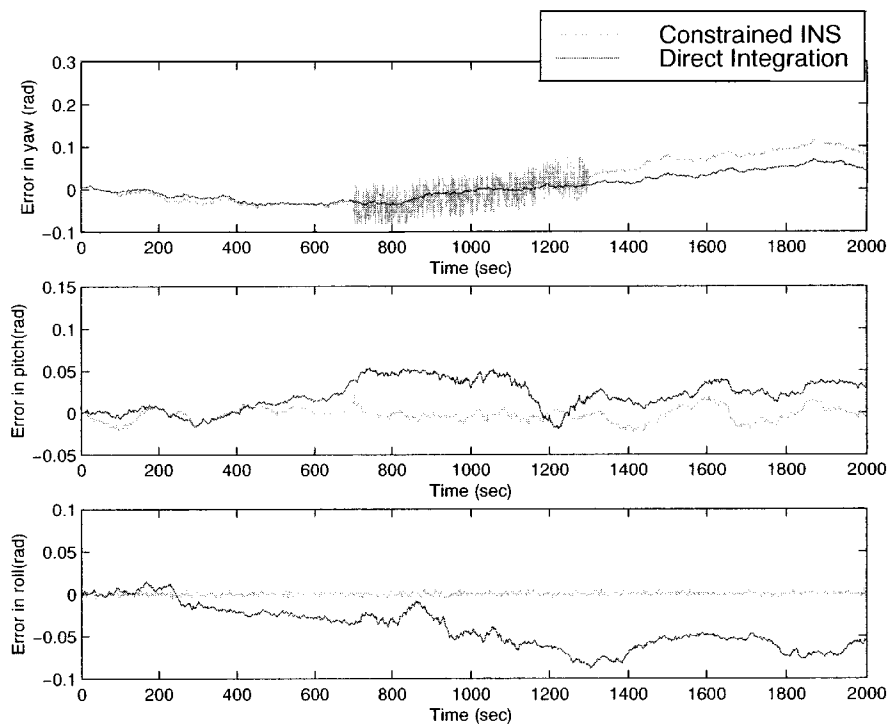 Constrained INS
Direct Integration
0.3
0.2
0.1
0
−0.1
Error in yaw (rad)
0 200 400 600 800 1000 1200 1400 1600 1800 2000
Time (sec)
0.15
0.1
0.05
0
−0.05
Error in pitch(rad)
0 200 400 600 800 1000 1200 1400 1600 1800 2000
Time (sec)
0.1
0.05
0
−0.05
−0.1
Error in roll(rad)
0 200 400 600 800 1000 1200 1400 1600 1800 2000
Time (sec)